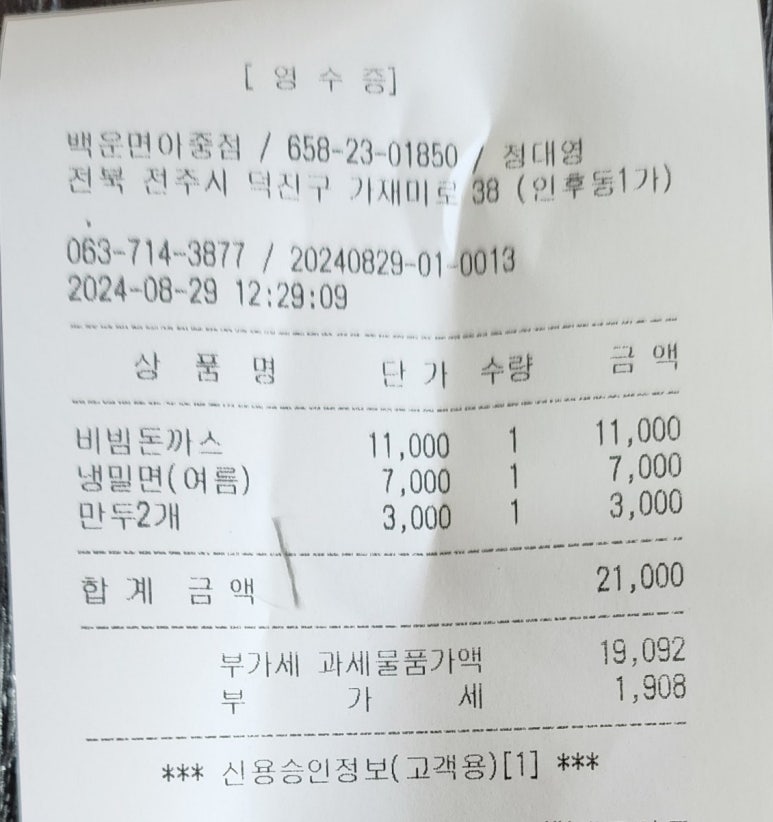 [ 영 수 증]
백운면아중점 / 658-23-01850 / 정대영
전북 전주시 덕진구 가재미로 38 (인후동1가)
063-714-3877 / 20240829-01-0013
2024-08-29 12:29:09
상 품 명 단 가 수량 금 액
비빔돈까스 11,000 1 11,000
냉밀면(여름) 7,000 1 7,000
만두2개 3,000 1 3,000
합 계 금 액 21,000
부가세 과세물품가액 19,092
부 가 세 1,908
*** 신용승인정보(고객용)[1] ***